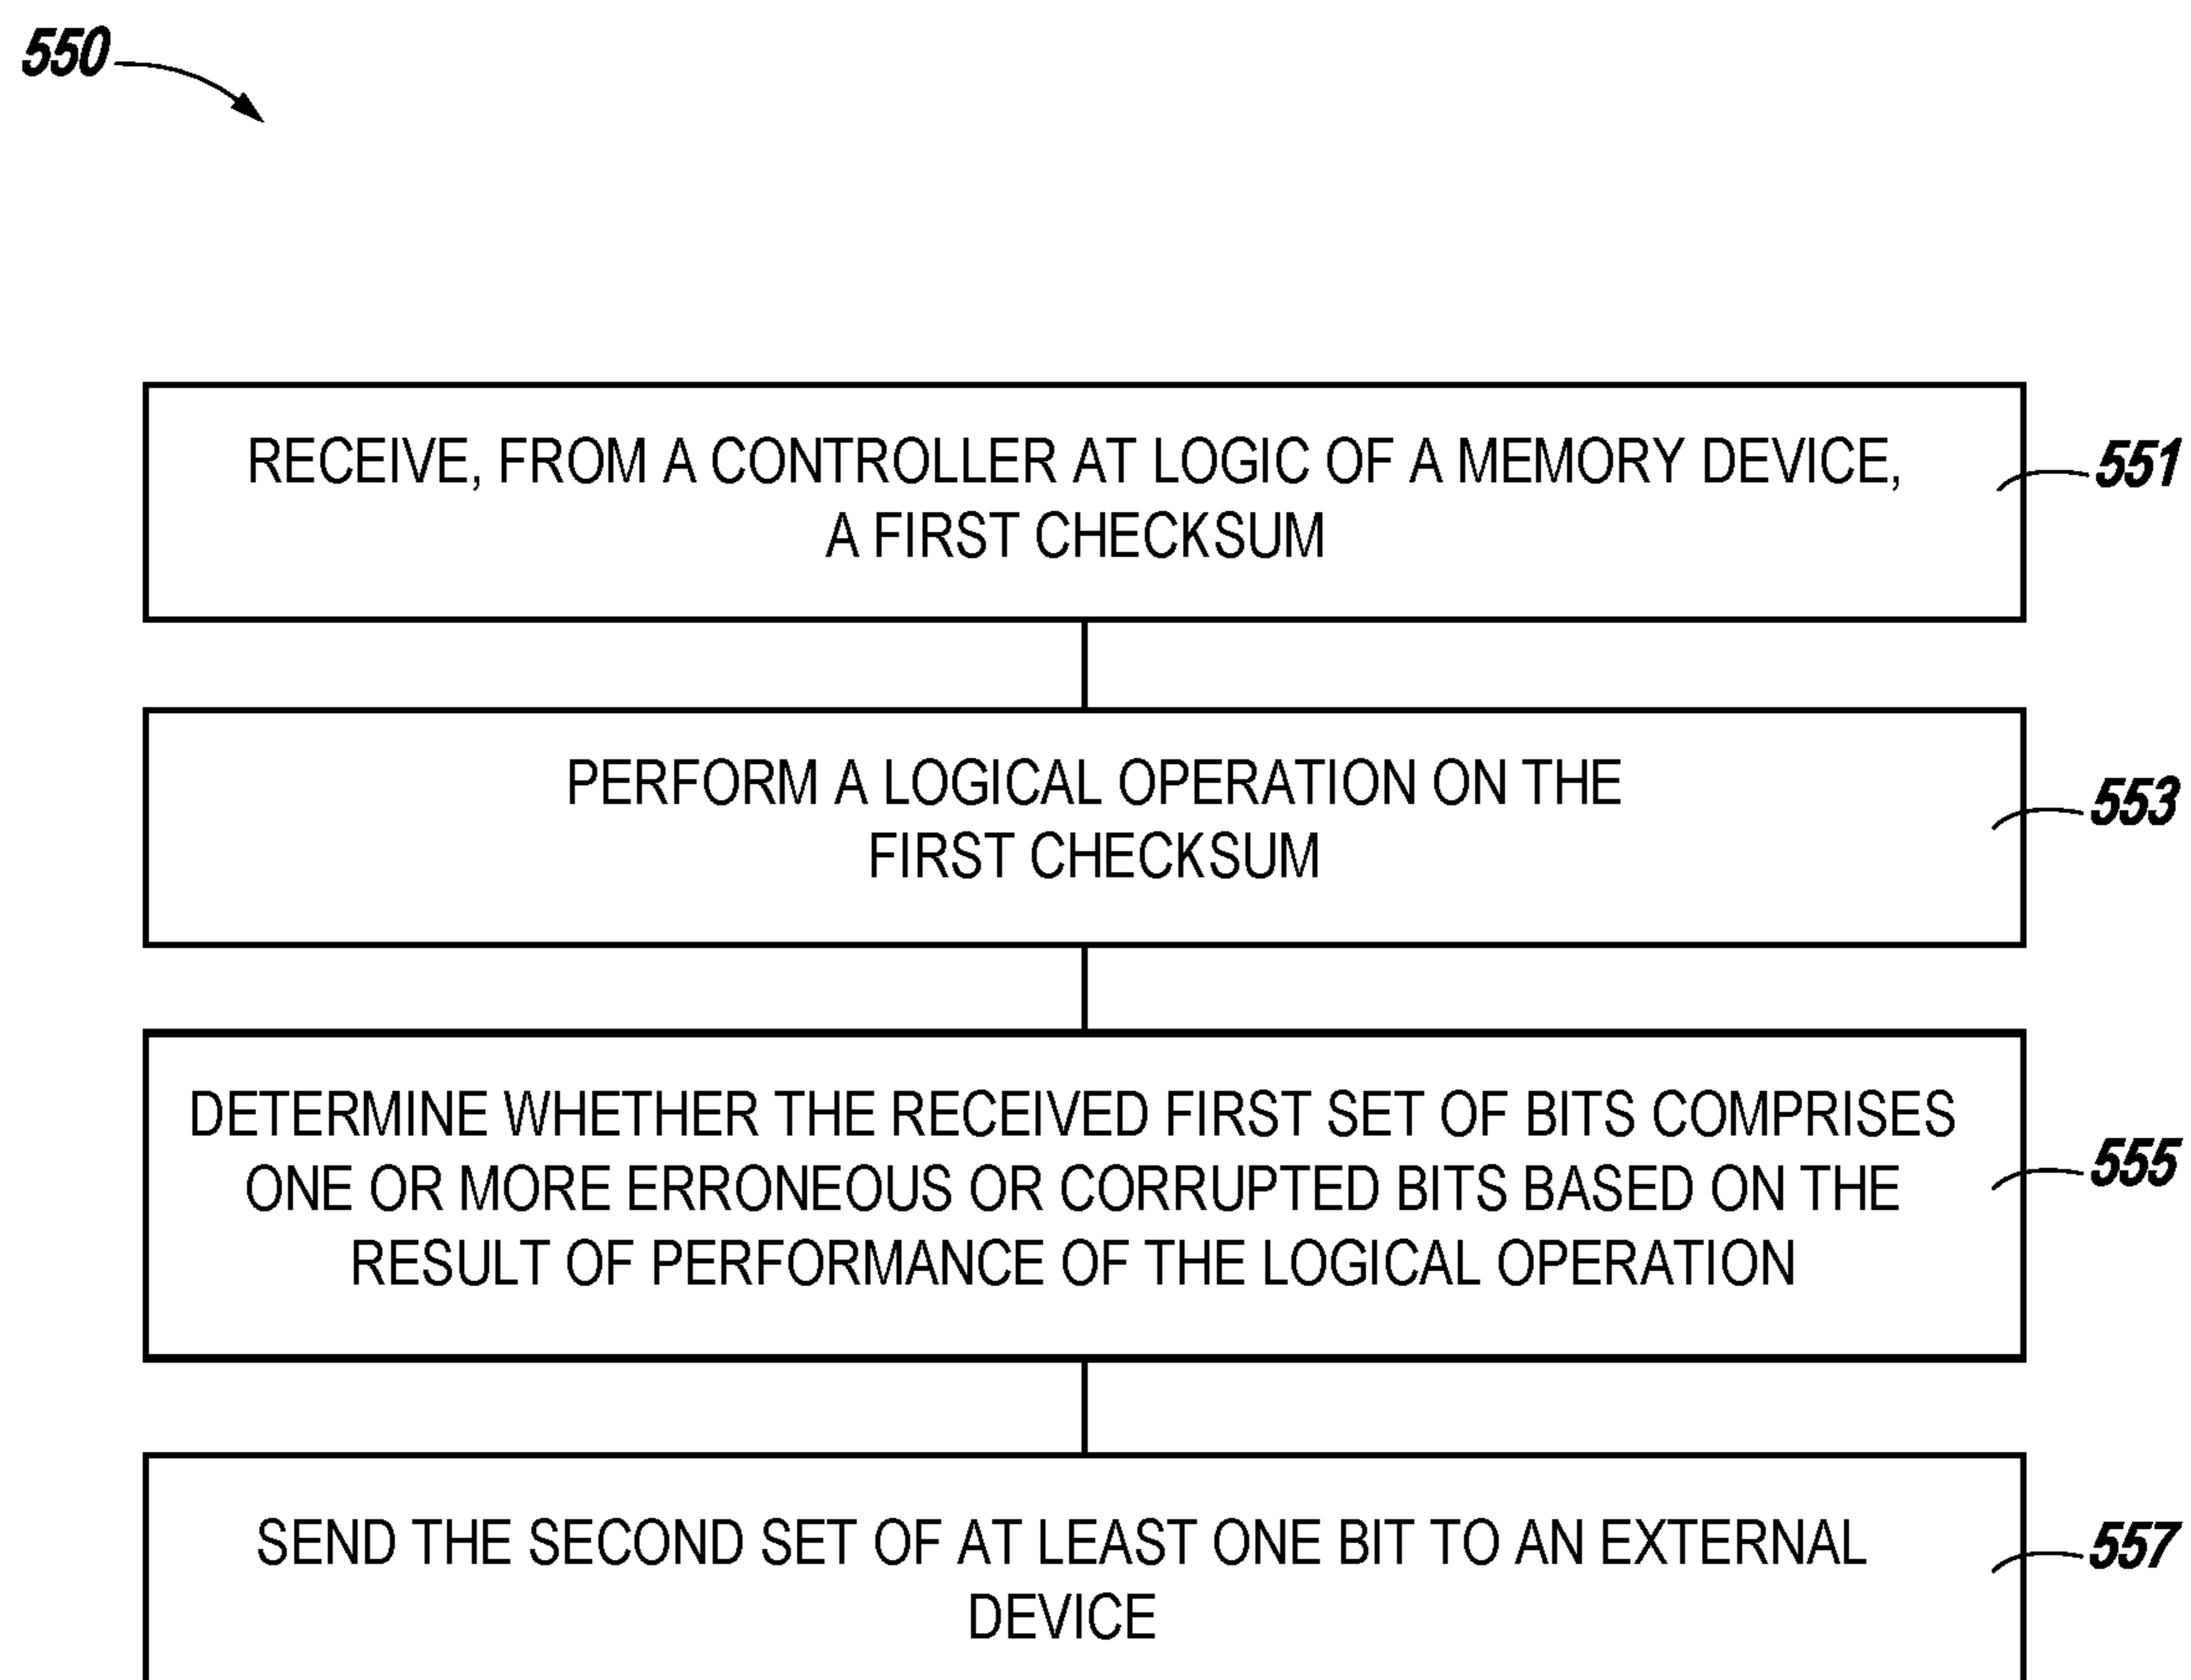 550
RECEIVE, FROM A CONTROLLER AT LOGIC OF A MEMORY DEVICE,
A FIRST CHECKSUM
551
PERFORM A LOGICAL OPERATION ON THE
FIRST CHECKSUM
553
DETERMINE WHETHER THE RECEIVED FIRST SET OF BITS COMPRISES
ONE OR MORE ERRONEOUS OR CORRUPTED BITS BASED ON THE
RESULT OF PERFORMANCE OF THE LOGICAL OPERATION
555
SEND THE SECOND SET OF AT LEAST ONE BIT TO AN EXTERNAL
DEVICE
557